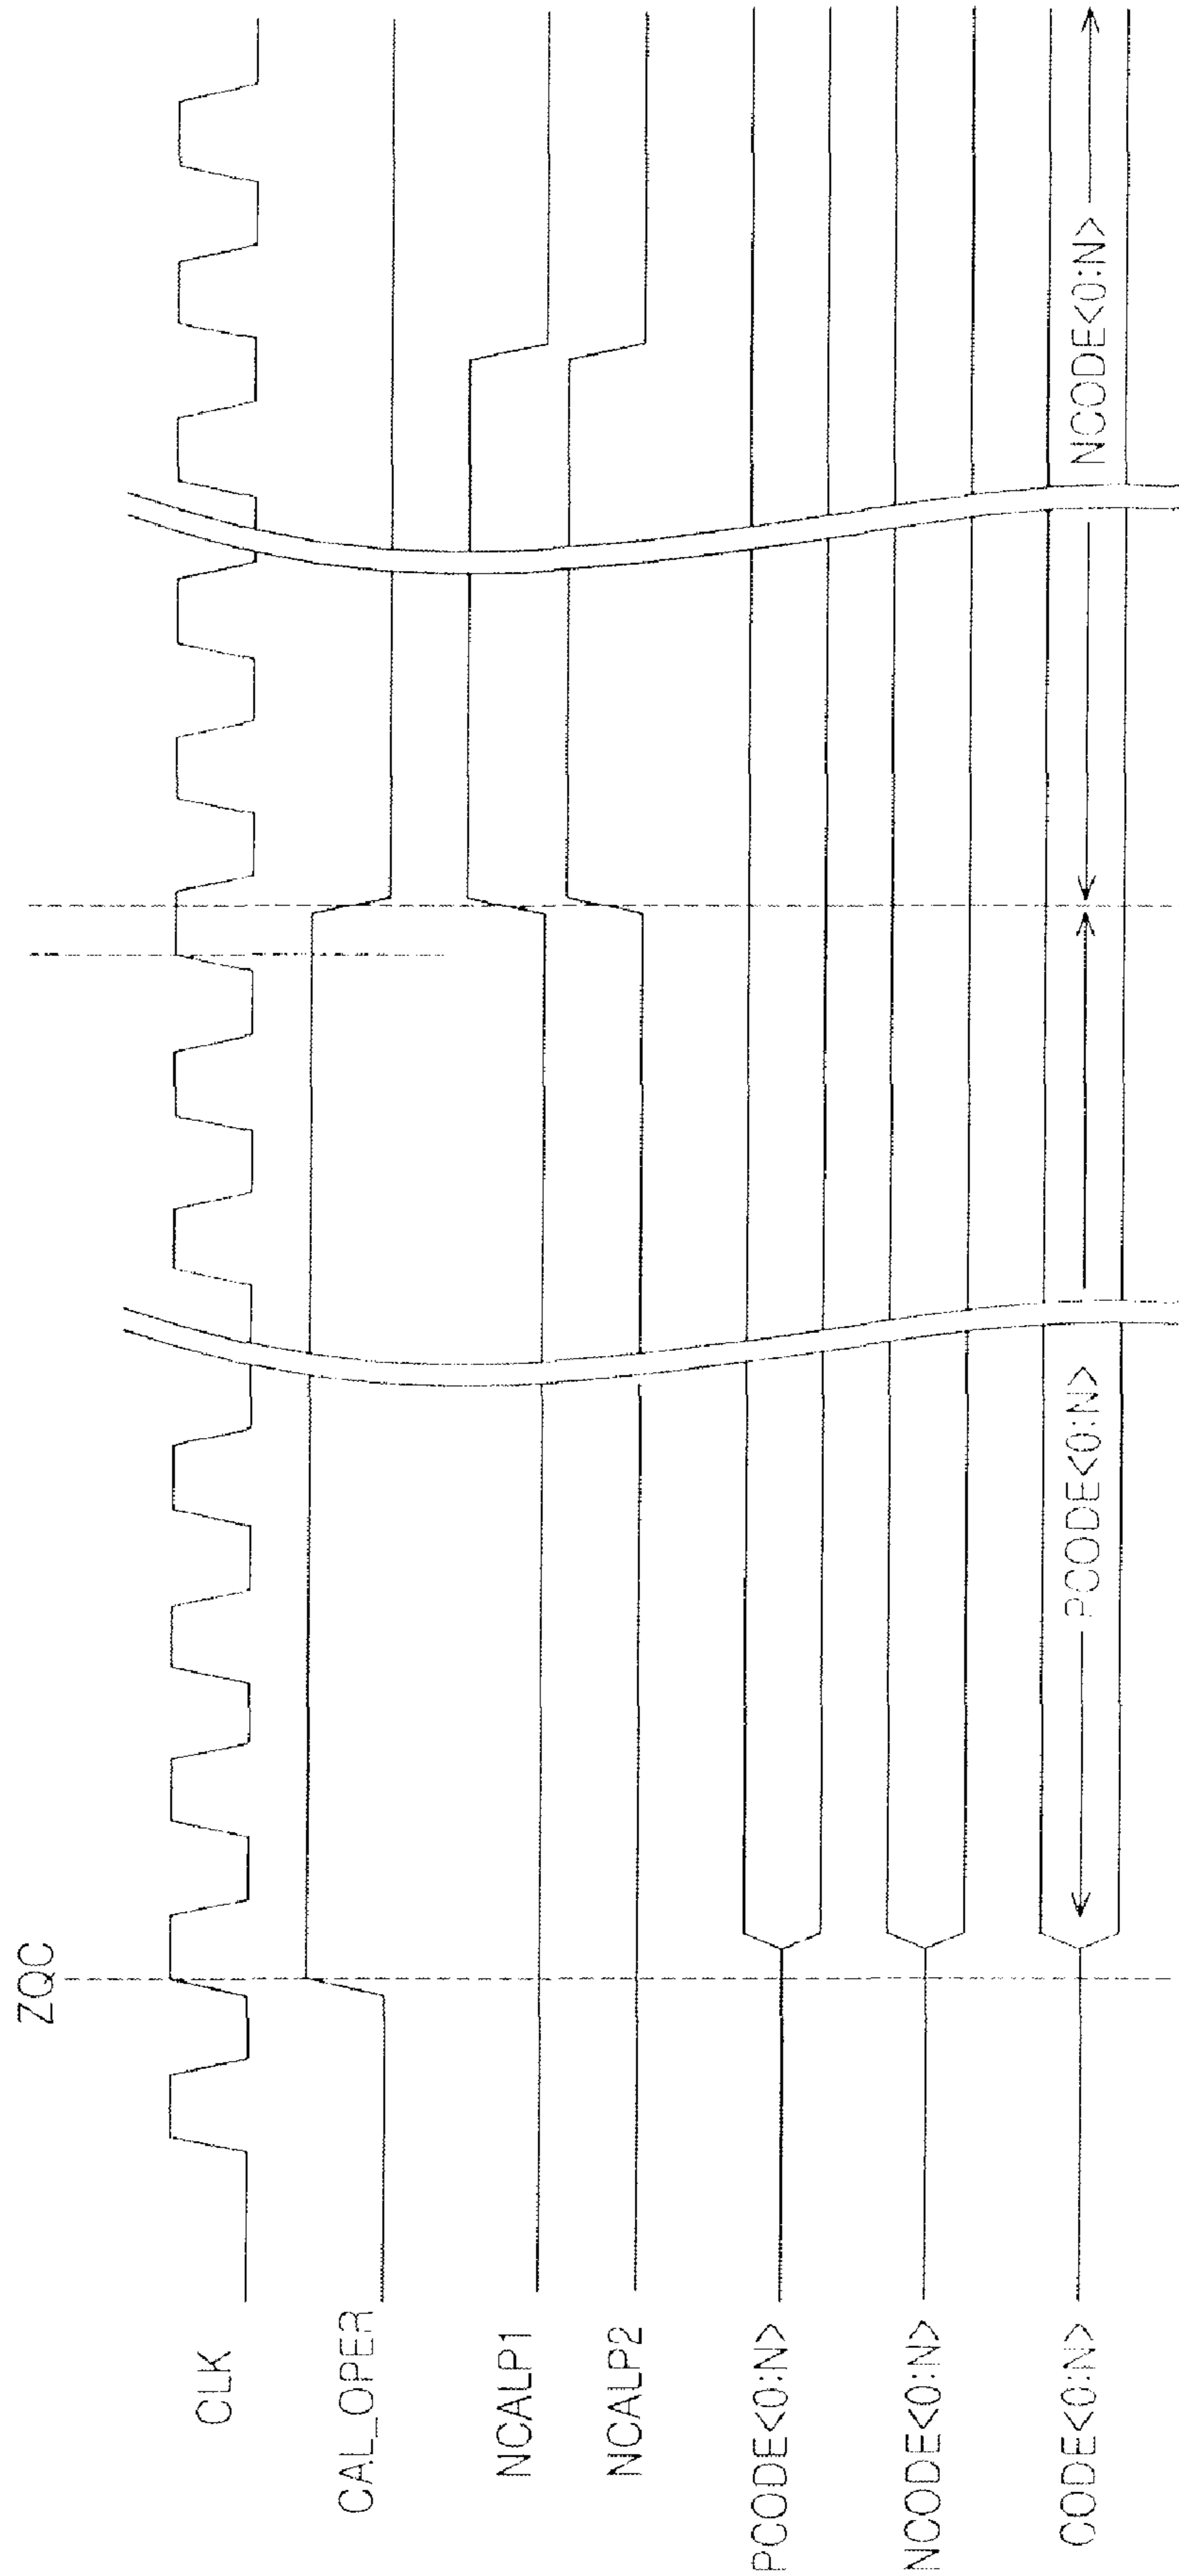 ZQC
CLK
CAL_OPER
NCALP1
NCALP2
PCODE<0:N>
NCODE<0:N>
CODE<0:N>
PCODE<0:N>
NCODE<0:N>